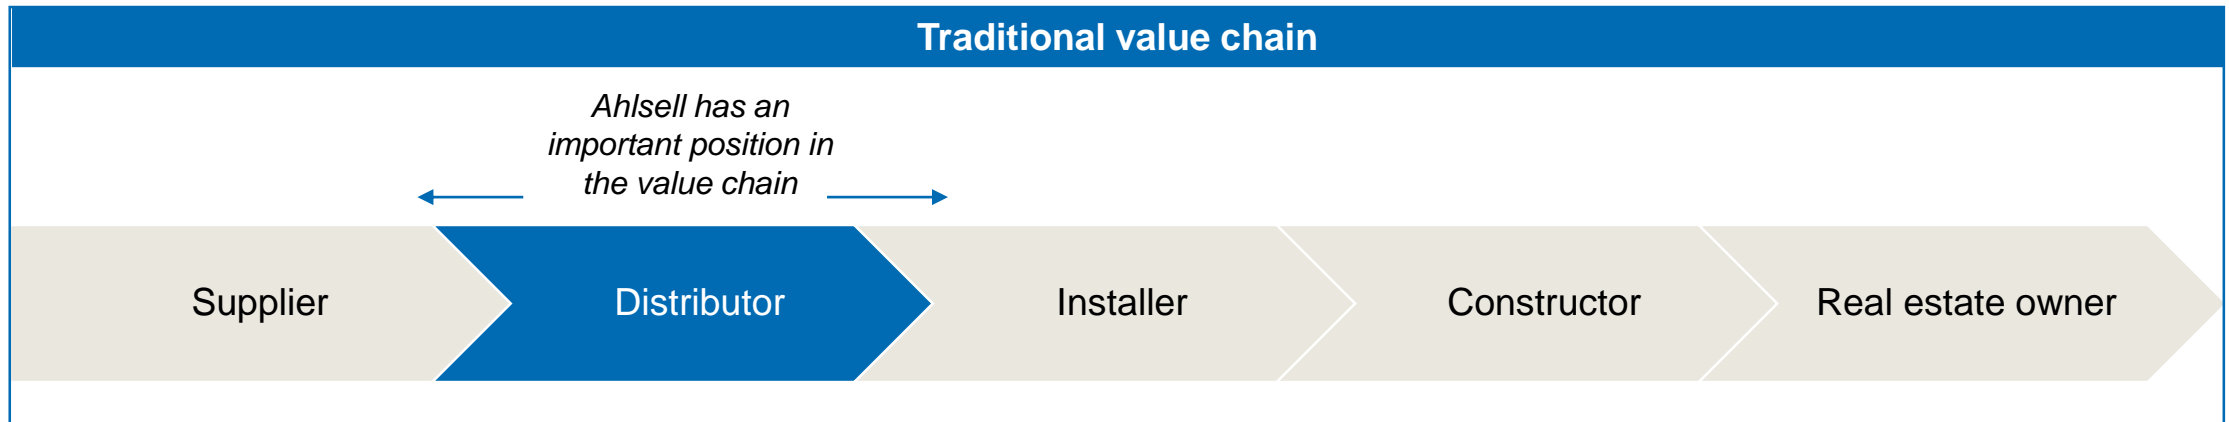 Traditional value chain
Ahlsell has an
important position in
the value chain
Supplier
Distributor
Installer
Constructor
Real estate owner